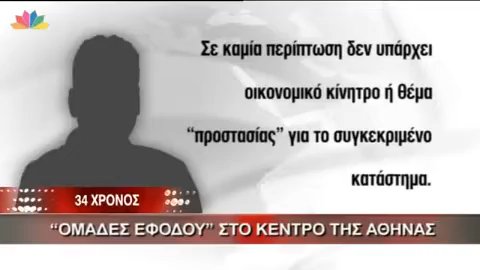 Σε καμία περίπτωση δεν υπάρχει
οικονομικό κίνητρο ή θέμα
“προστασίας” για το συγκεκριμένο
κατάστημα.
34 ΧΡΟΝΟΣ
“ΟΜΑΔΕΣ ΕΦΟΔΟΥ” ΣΤΟ ΚΕΝΤΡΟ ΤΗΣ ΑΘΗΝΑΣ